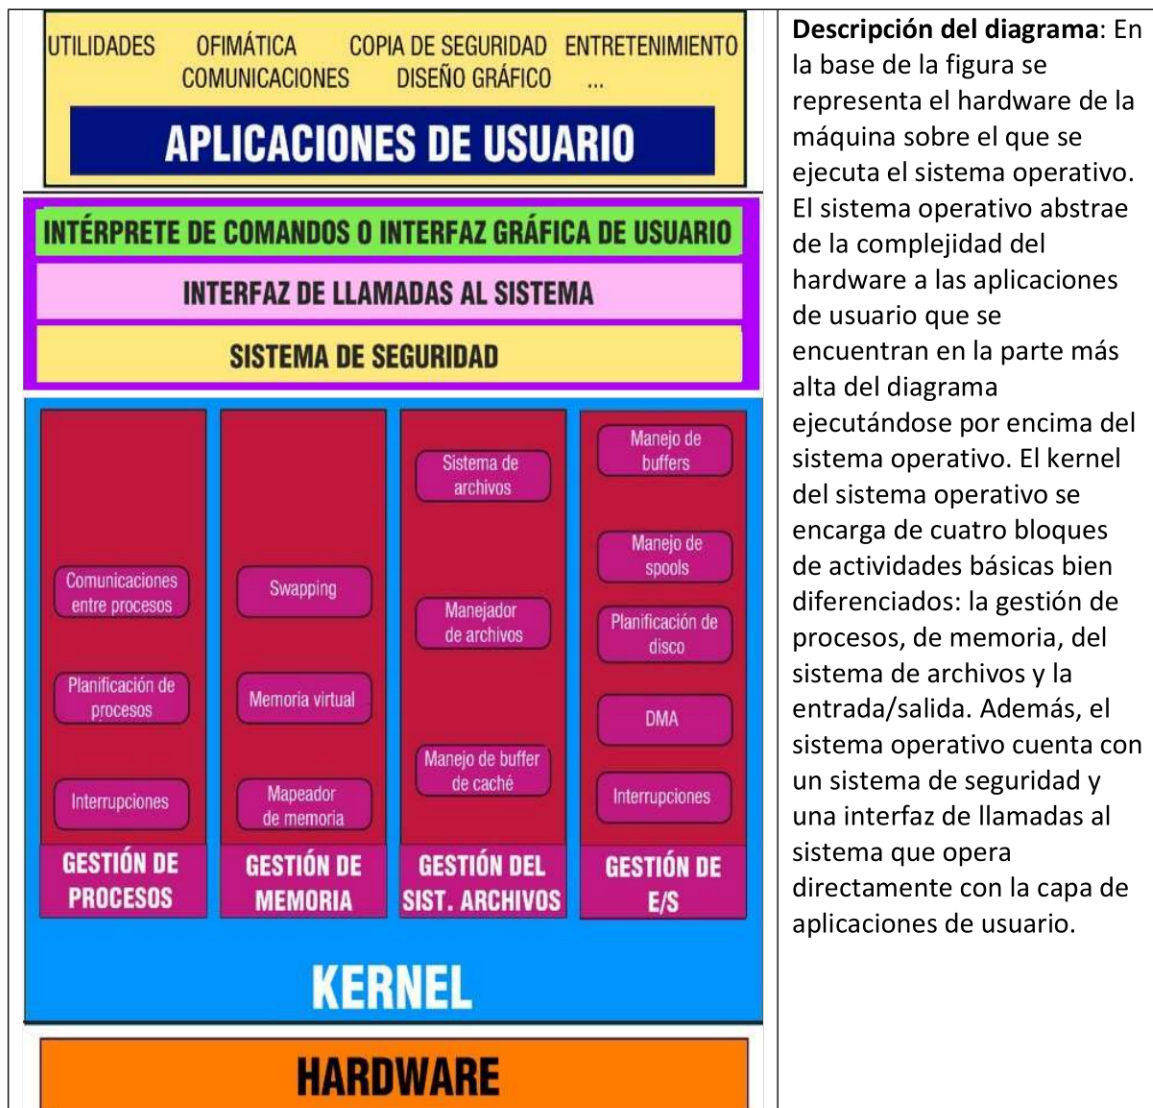 UTILIDADES OFIMÁTICA COPIA DE SEGURIDAD ENTRETENIMIENTO
COMUNICACIONES DISEÑO GRÁFICO ...
APLICACIONES DE USUARIO
INTÉRPRETE DE COMANDOS O INTERFAZ GRÁFICA DE USUARIO
INTERFAZ DE LLAMADAS AL SISTEMA
SISTEMA DE SEGURIDAD
Comunicaciones
entre procesos
Planificación de
procesos
Interrupciones
GESTIÓN DE
PROCESOS
Swapping
Memoria virtual
Mapeador
de memoria
GESTIÓN DE
MEMORIA
Sistema de
archivos
Manejador
de archivos
Manejo de buffer
de caché
GESTIÓN DEL
SIST. ARCHIVOS
Manejo de
buffers
Manejo de
spools
Planificación de
disco
DMA
Interrupciones
GESTIÓN DE
E/S
KERNEL
HARDWARE
Descripción del diagrama: En
la base de la figura se
representa el hardware de la
máquina sobre el que se
ejecuta el sistema operativo.
El sistema operativo abstrae
de la complejidad del
hardware a las aplicaciones
de usuario que se
encuentran en la parte más
alta del diagrama
ejecutándose por encima del
sistema operativo. El kernel
del sistema operativo se
encarga de cuatro bloques
de actividades básicas bien
diferenciados: la gestión de
procesos, de memoria, del
sistema de archivos y la
entrada/salida. Además, el
sistema operativo cuenta con
un sistema de seguridad y
una interfaz de llamadas al
sistema que opera
directamente con la capa de
aplicaciones de usuario.